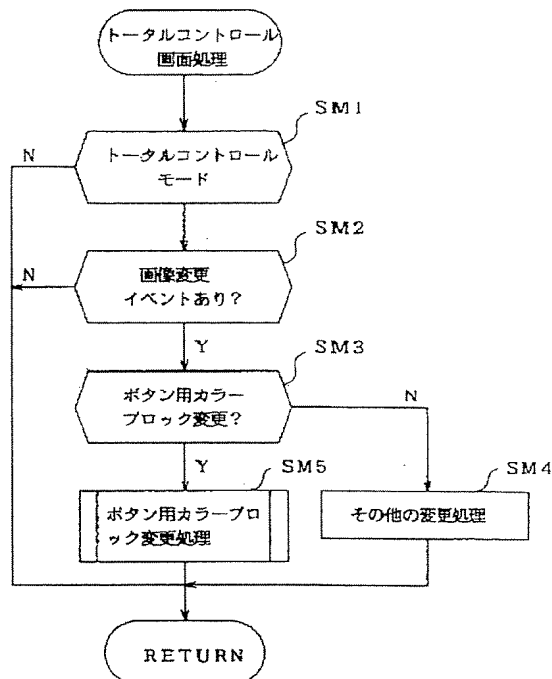 トータルコントロール
画面処理
SM1
N
トータルコントロール
モード
SM2
N
画像変更
イベントあり？
Y
SM3
ボタン用カラー
ブロック変更？
N
Y
SM5
SM4
ボタン用カラーブロ
ック変更処理
その他の変更処理
RETURN